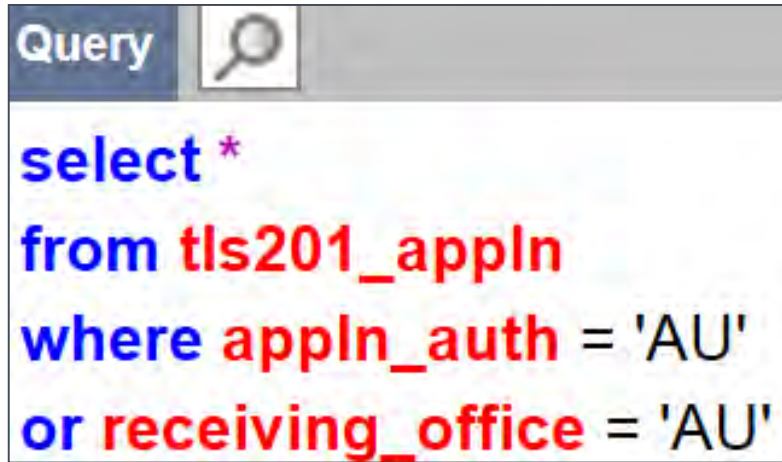 Query
select *
from tls201_appln
where appln_auth = 'AU'
or receiving_office = 'AU'